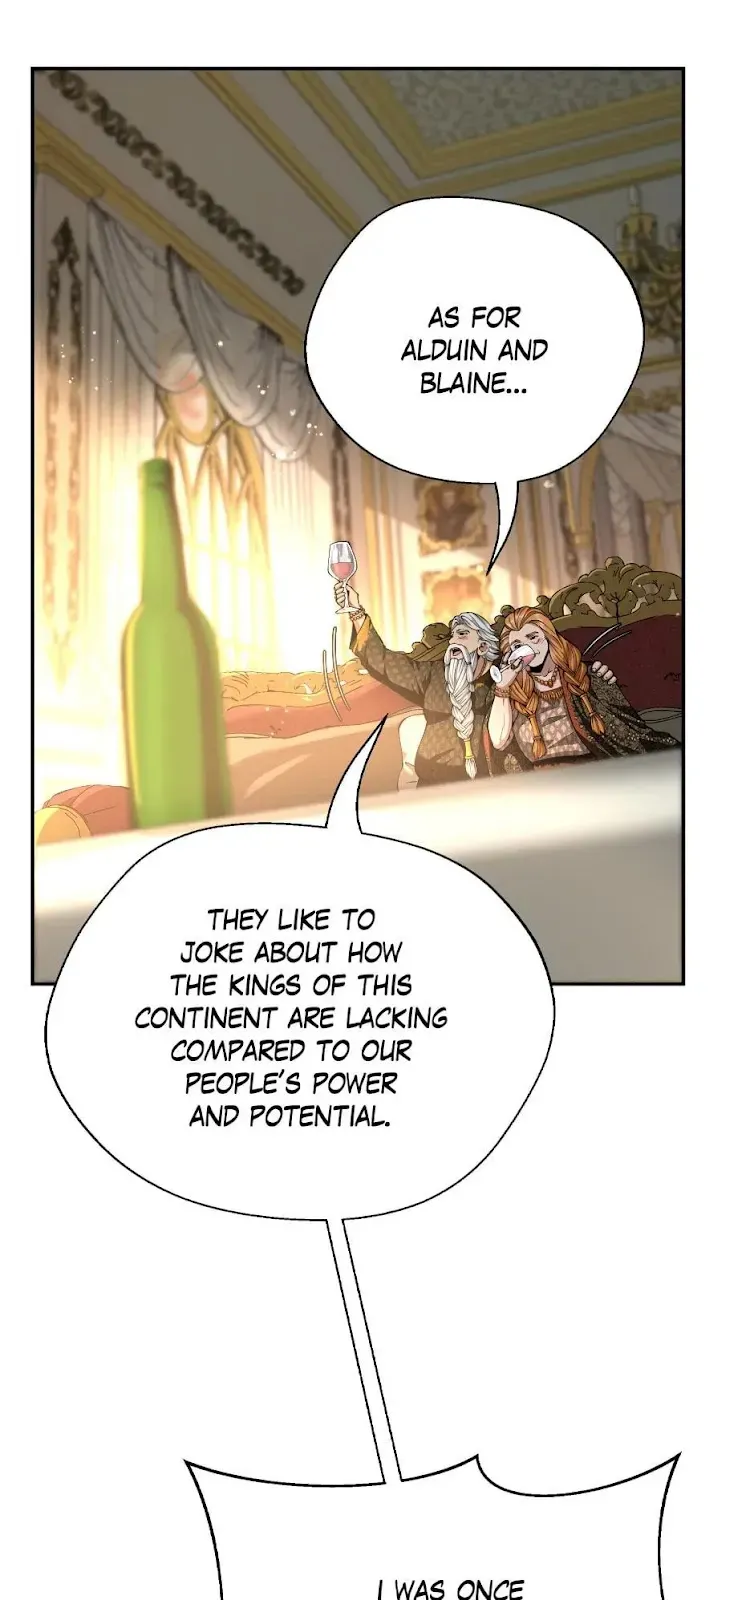 AS FOR
ALDUIN AND
BLAINE...
THEY LIKE TO
JOKE ABOUT HOW
THE KINGS OF THIS
CONTINENT ARE LACKING
COMPARED TO OUR
PEOPLE'S POWER
AND POTENTIAL.
I WAS ONCE